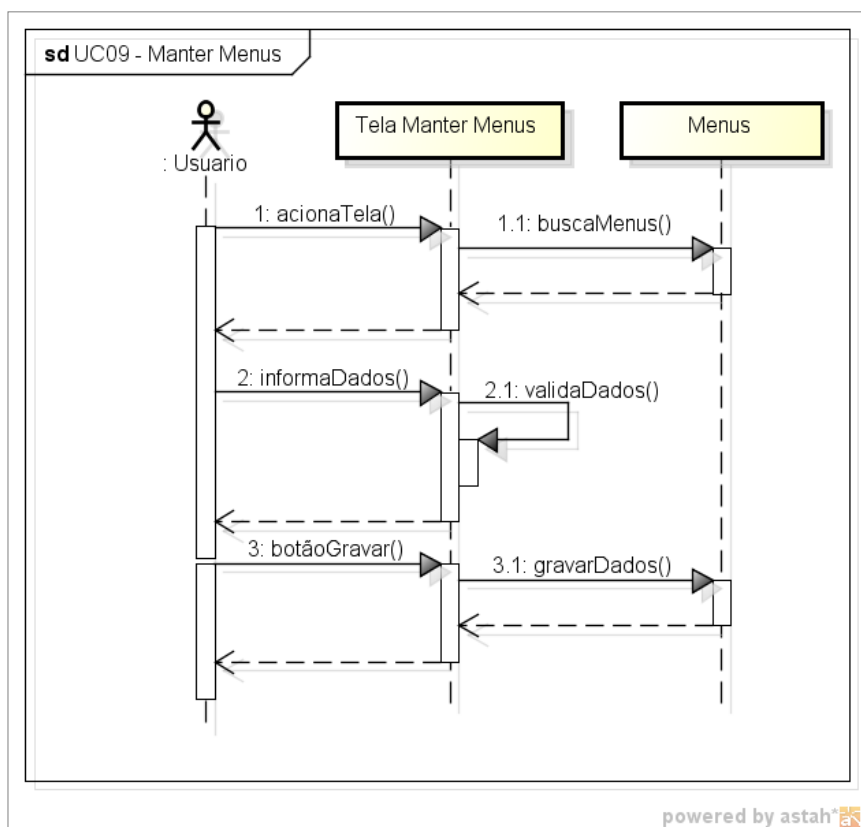 sd UC09 - Manter Menus
: Usuario
Tela Manter Menus
Menus
1: acionaTela()
1.1: buscaMenus()
2: informaDados()
2.1: validaDados()
3: botãoGravar()
3.1: gravarDados()
powered by astah*